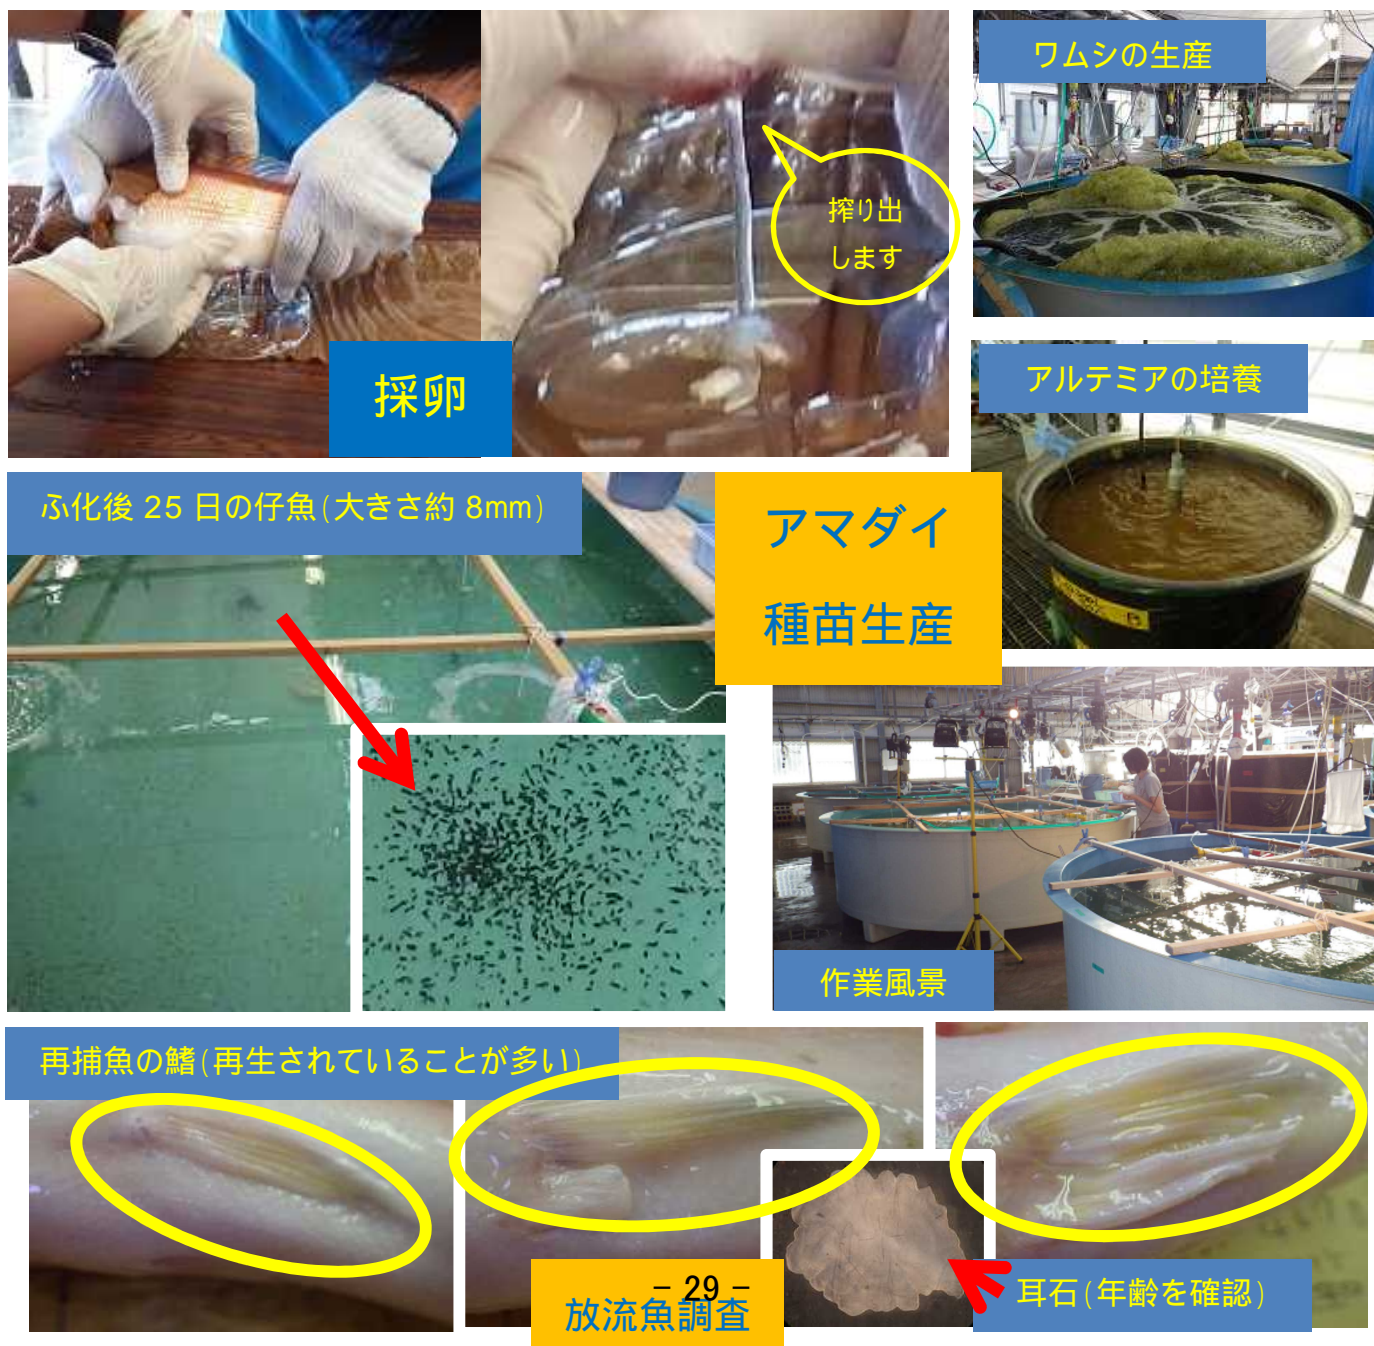 採卵
搾り出
します
ワムシの生産
アルテミアの培養
ふ化後 25 日の仔魚(大きさ約 8mm)
アマダイ
種苗生産
作業風景
再捕魚の鰭(再生されていることが多い)
耳石(年齢を確認)
放流魚調査
- 29 -